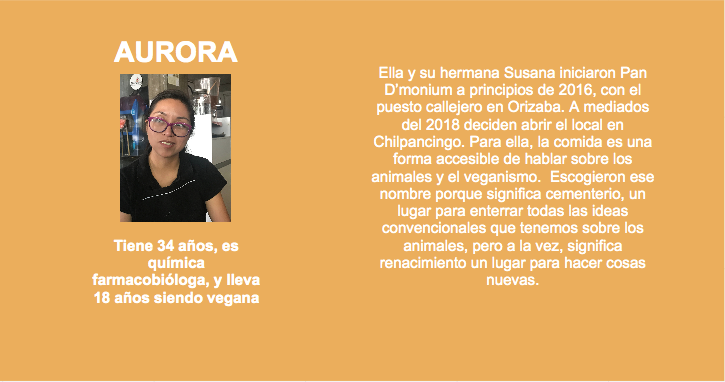 AURORA
Tiene 34 años, es
química
farmacobióloga, y lleva
18 años siendo vegana
Ella y su hermana Susana iniciaron Pan
D'monium a principios de 2016, con el
puesto callejero en Orizaba. A mediados
del 2018 deciden abrir el local en
Chilpancingo. Para ella, la comida es una
forma accesible de hablar sobre los
animales y el veganismo.  Escogieron ese
nombre porque significa cementerio, un
lugar para enterrar todas las ideas
convencionales que tenemos sobre los
animales, pero a la vez, significa
renacimiento un lugar para hacer cosas
nuevas.